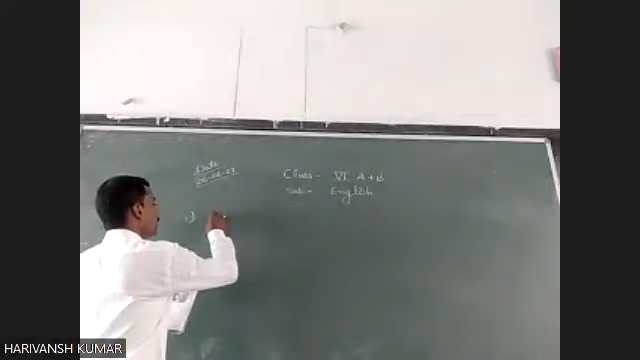 Date
Class - VI A+B
Sub - English
HARIVANSH KUMAR